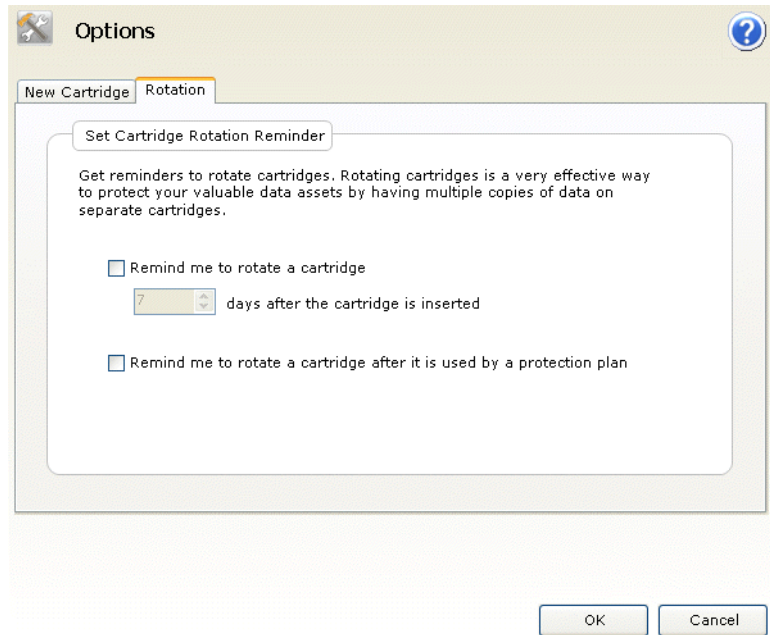 Options
?
New Cartridge
Rotation
Set Cartridge Rotation Reminder
Get reminders to rotate cartridges. Rotating cartridges is a very effective way
to protect your valuable data assets by having multiple copies of data on
separate cartridges.
Remind me to rotate a cartridge
7 days after the cartridge is inserted
Remind me to rotate a cartridge after it is used by a protection plan
OK Cancel